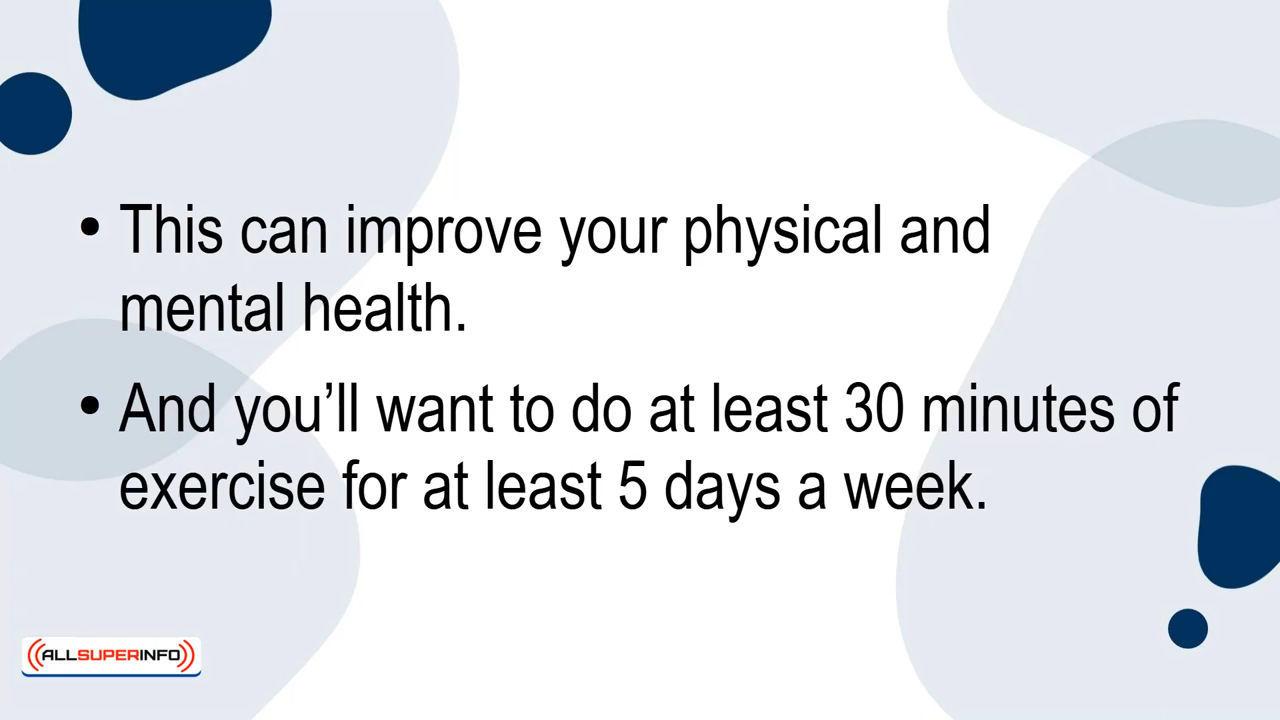 • This can improve your physical and
mental health.
• And you’ll want to do at least 30 minutes of
exercise for at least 5 days a week.
ALLSUPERINFO